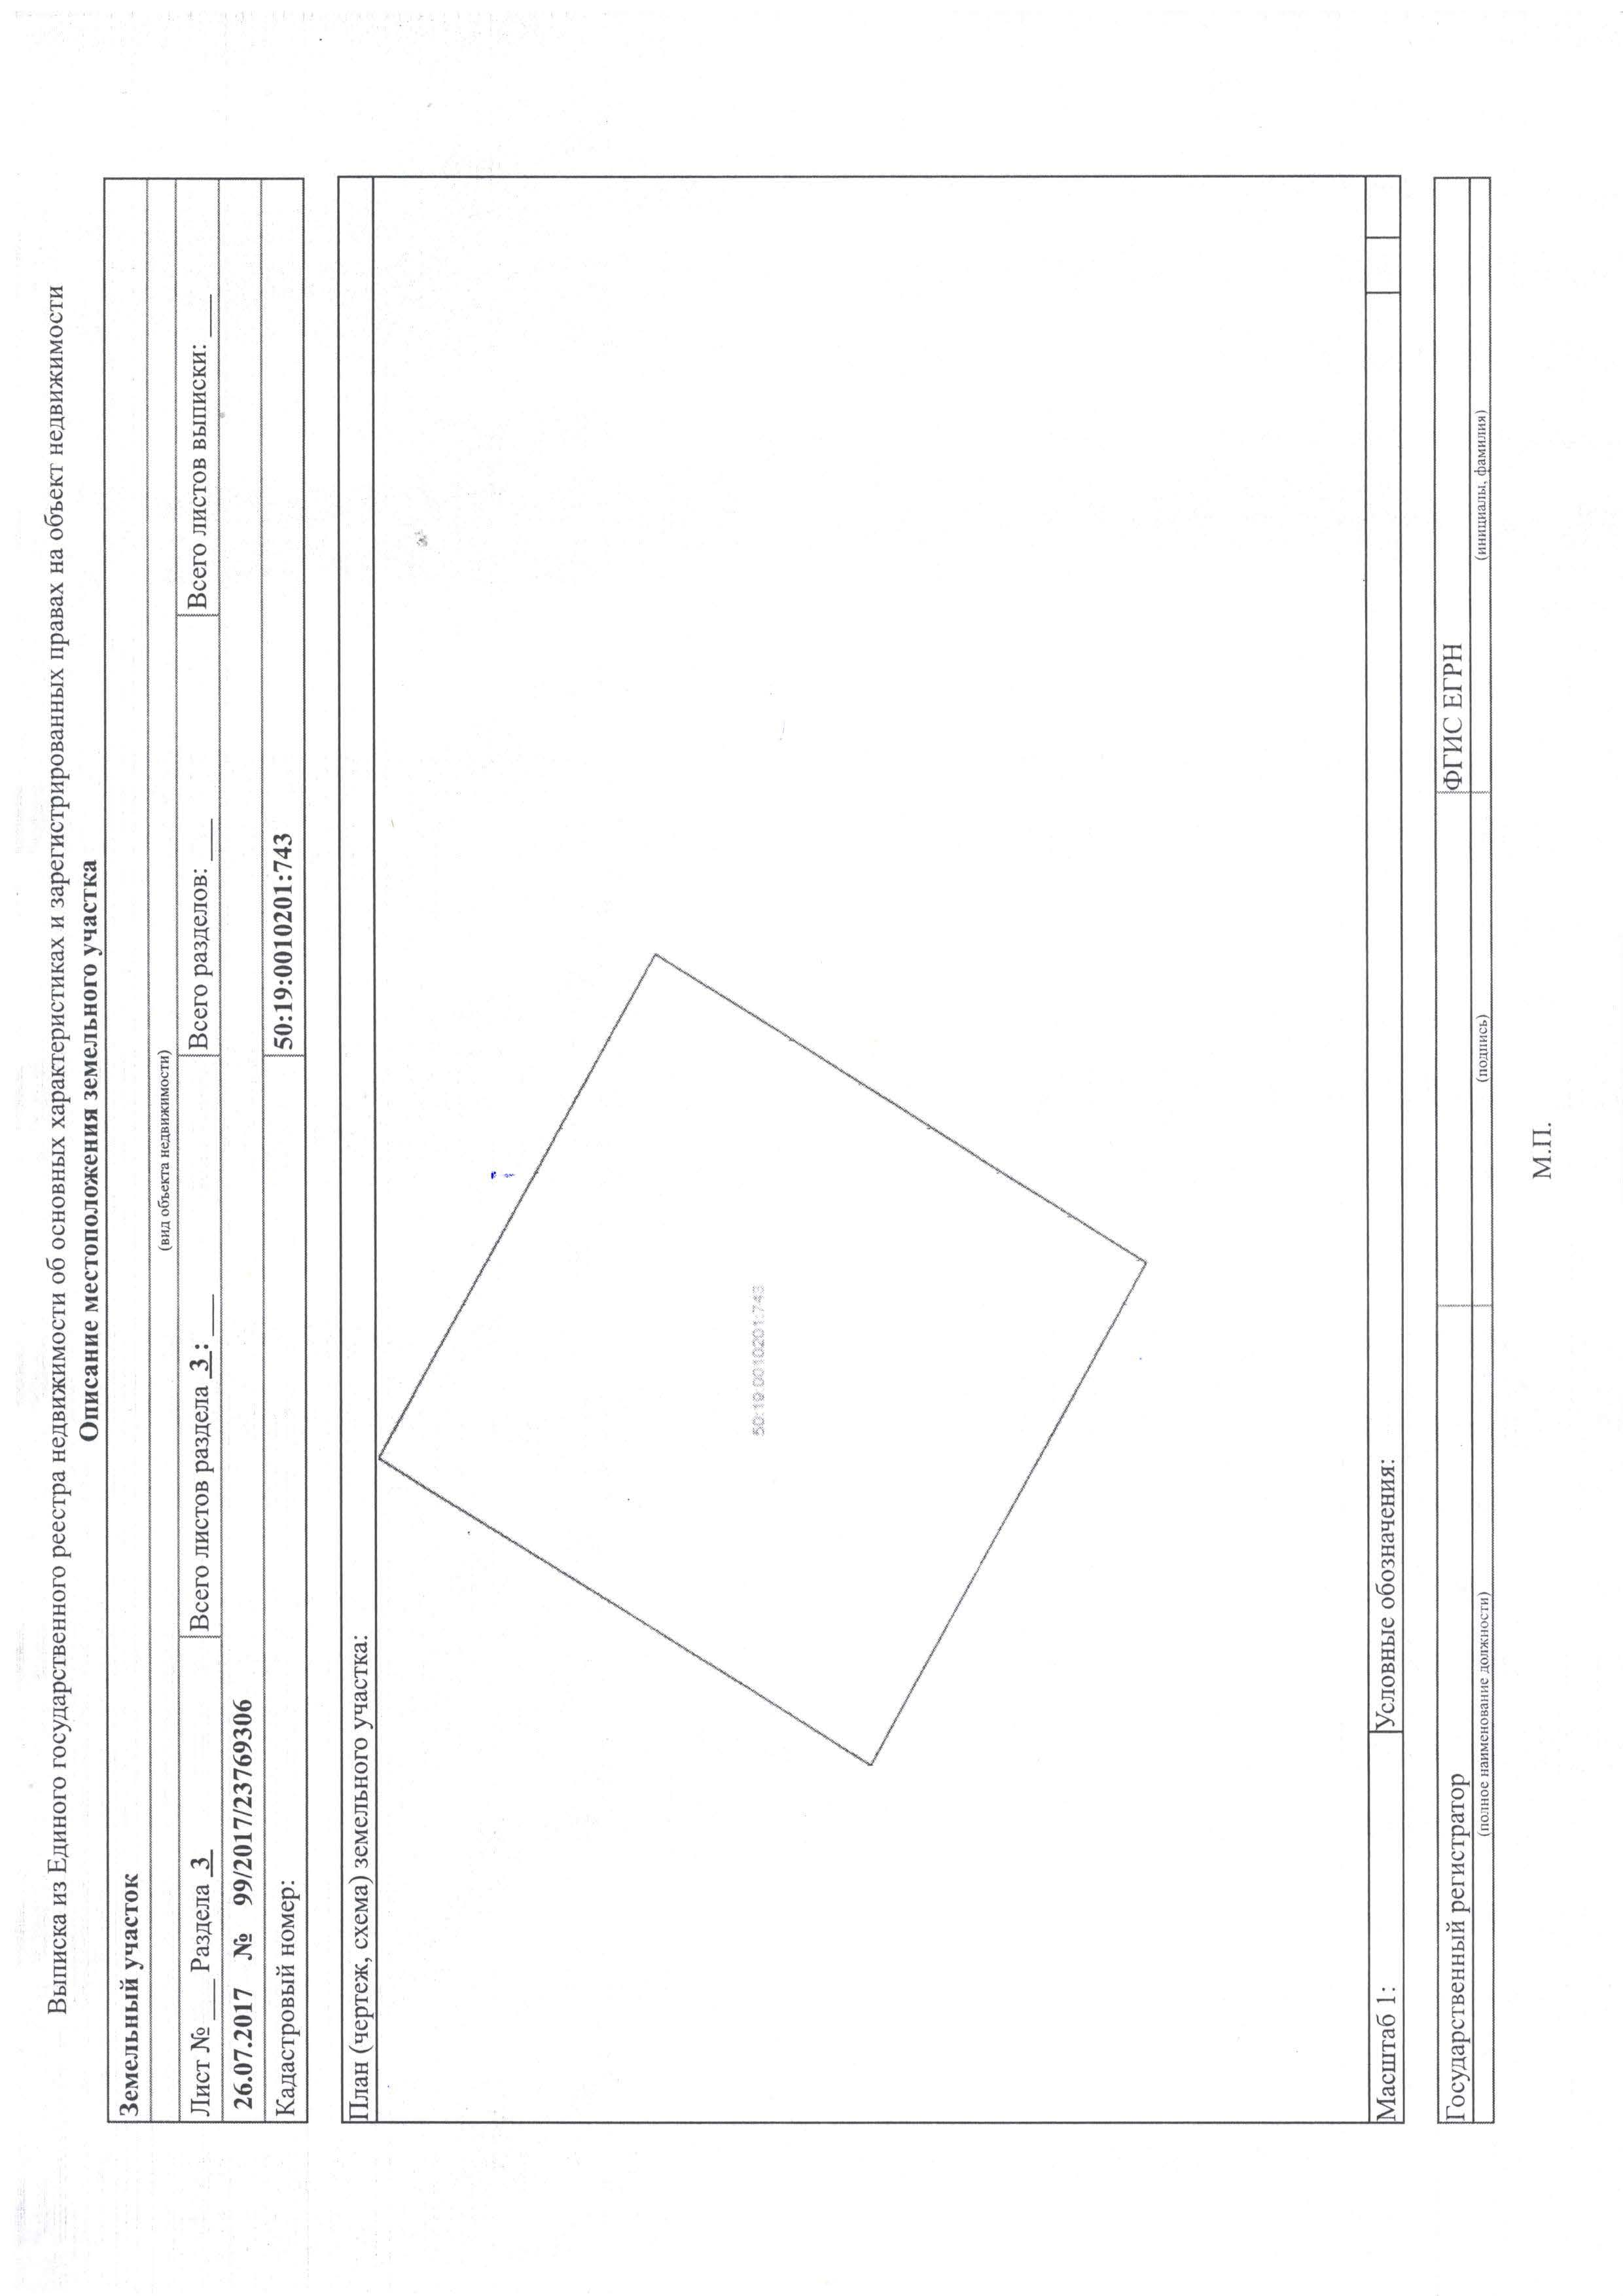 Выписка из Единого государственного реестра недвижимости об основных характеристиках и зарегистрированных правах на объект недвижимости
Описание местоположения земельного участка
Земельный участок
(вид объекта недвижимости)
Лист № ___ Раздела 3 Всего листов раздела 3 : ___ Всего разделов: ___ Всего листов выписки: ___
26.07.2017 № 99/2017/23769306
Кадастровый номер: 50:19:0010201:743
План (чертеж, схема) земельного участка:
50:19:0010201:743
Масштаб 1: Условные обозначения:
Государственный регистратор ФГИС ЕГРН
(полное наименование должности) (подпись) (инициалы, фамилия)
М.П.